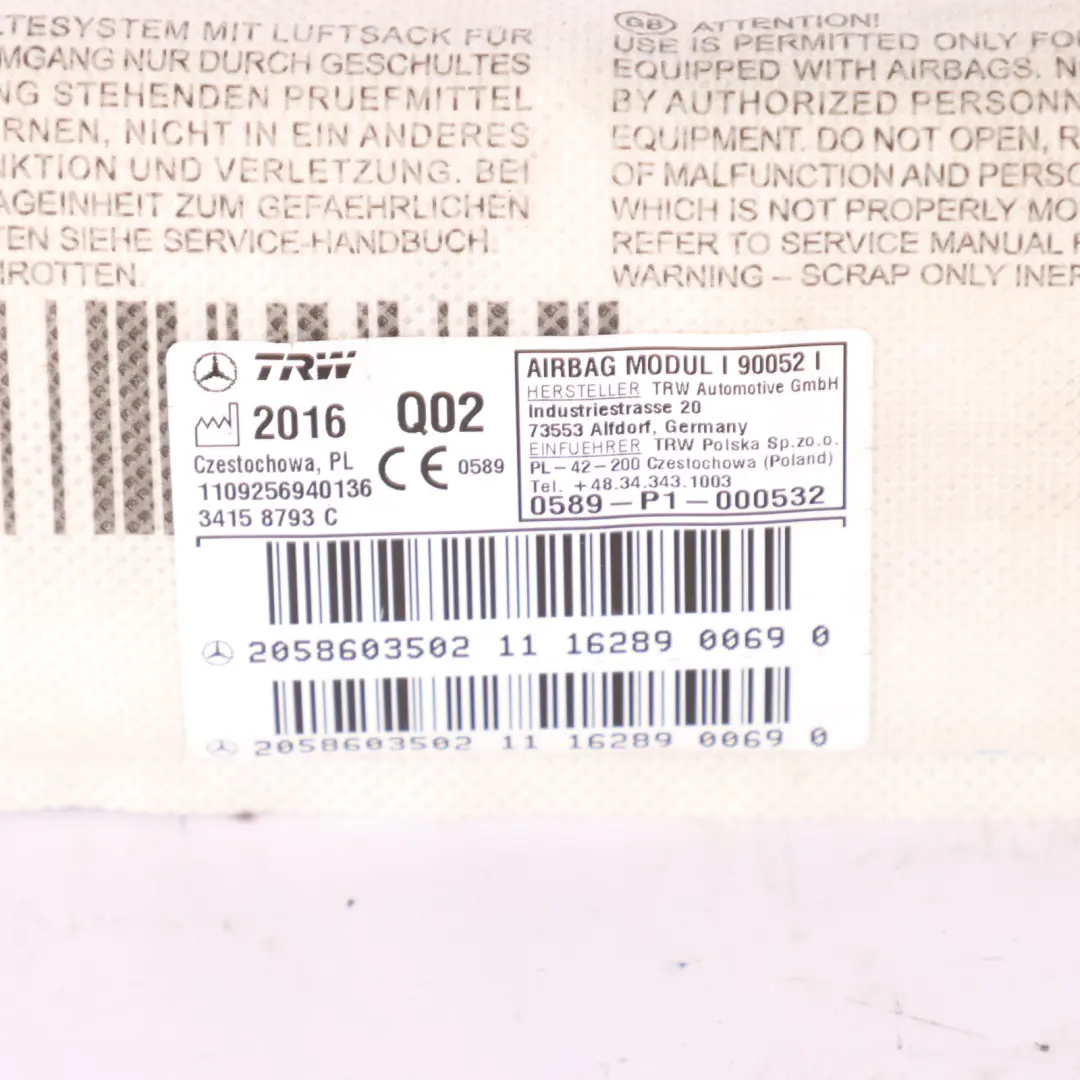 TESYSTEM MIT LUFTSACK FÜR
MGANG NUR DURCH GESCHULTES
NG STEHENDEN PRUEFMITTEL
RNEN, NICHT IN EIN ANDERES
NKTION UND VERLETZUNG. BEI
AGEINHEIT ZUM GEFAEHRLICHEN
TEN SIEHE SERVICE-HANDBUCH.
HROTTEN.
GB ATTENTION!
USE IS PERMITTED ONLY FO
EQUIPPED WITH AIRBAGS. N
BY AUTHORIZED PERSONN
EQUIPMENT. DO NOT OPEN, R
OF MALFUNCTION AND PERSO
WHICH IS NOT PROPERLY MO
REFER TO SERVICE MANUAL
WARNING – SCRAP ONLY INER
TRW
2016 Q02
Czestochowa, PL CE 0589
1109256940136
3415 8793 C
AIRBAG MODUL I 90052 I
HERSTELLER TRW Automotive GmbH
Industriestrasse 20
73553 Alfdorf, Germany
EINFUEHRER TRW Polska Sp.zo.o.
PL-42-200 Czestochowa (Poland)
Tel. +48.34.343.1003
0589-P1-000532
2058603502 11 16289 0069 0
2058603502 11 16289 0069 0